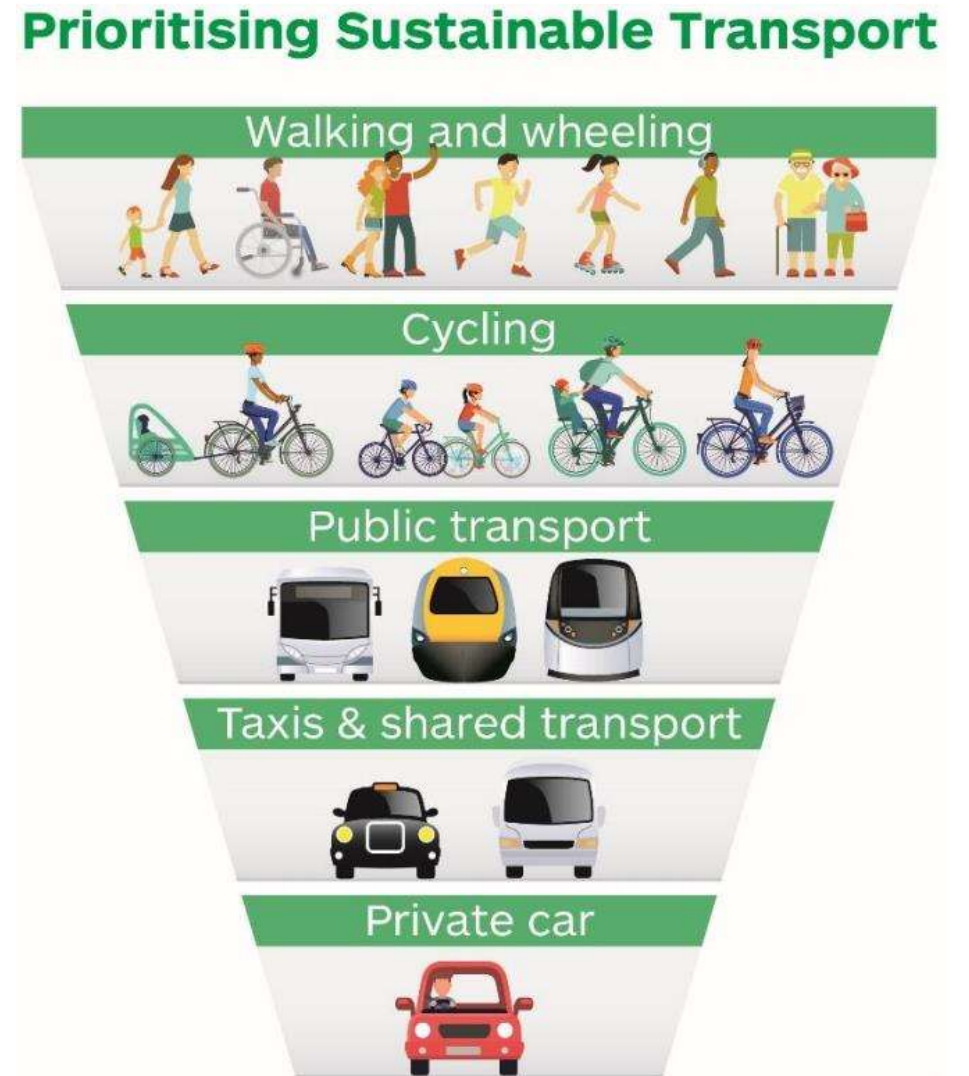 Prioritising Sustainable Transport
Walking and wheeling
Cycling
Public transport
Taxis & shared transport
Private car